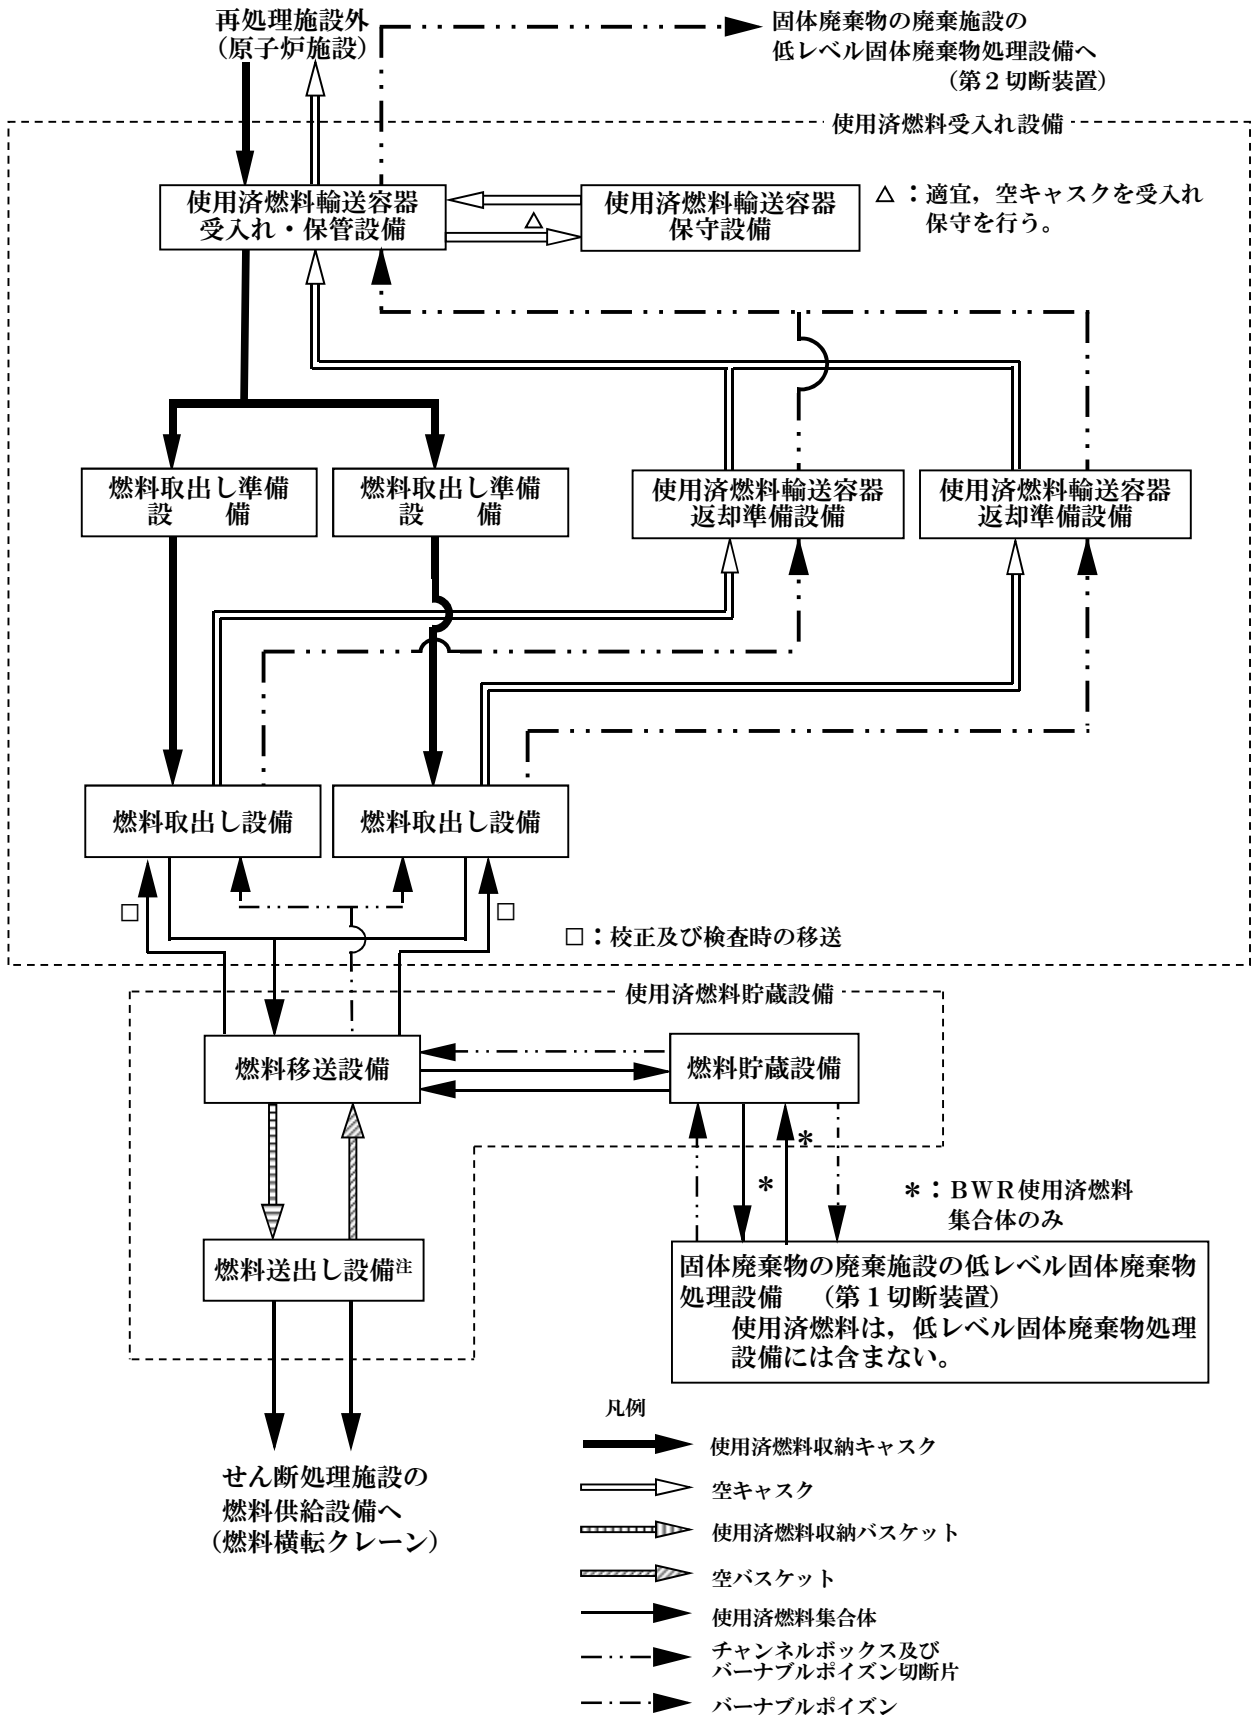 再処理施設外
（原子炉施設）
固体廃棄物の廃棄施設の
低レベル固体廃棄物処理設備へ
（第２切断装置）
使用済燃料受入れ設備
使用済燃料輸送容器
受入れ・保管設備
△
使用済燃料輸送容器
保守設備
△：適宜，空キャスクを受入れ
保守を行う。
燃料取出し準備
設　　備
燃料取出し準備
設　　備
使用済燃料輸送容器
返却準備設備
使用済燃料輸送容器
返却準備設備
燃料取出し設備
燃料取出し設備
□
□
□：校正及び検査時の移送
使用済燃料貯蔵設備
燃料移送設備
燃料貯蔵設備
＊
＊
＊：ＢＷＲ使用済燃料
集合体のみ
燃料送出し設備注
固体廃棄物の廃棄施設の低レベル固体廃棄物
処理設備　（第１切断装置）
使用済燃料は，低レベル固体廃棄物処理
設備には含まない。
せん断処理施設の
燃料供給設備へ
（燃料横転クレーン）
凡例
使用済燃料収納キャスク
空キャスク
使用済燃料収納バスケット
空バスケット
使用済燃料集合体
チャンネルボックス及び
バーナブルポイズン切断片
バーナブルポイズン